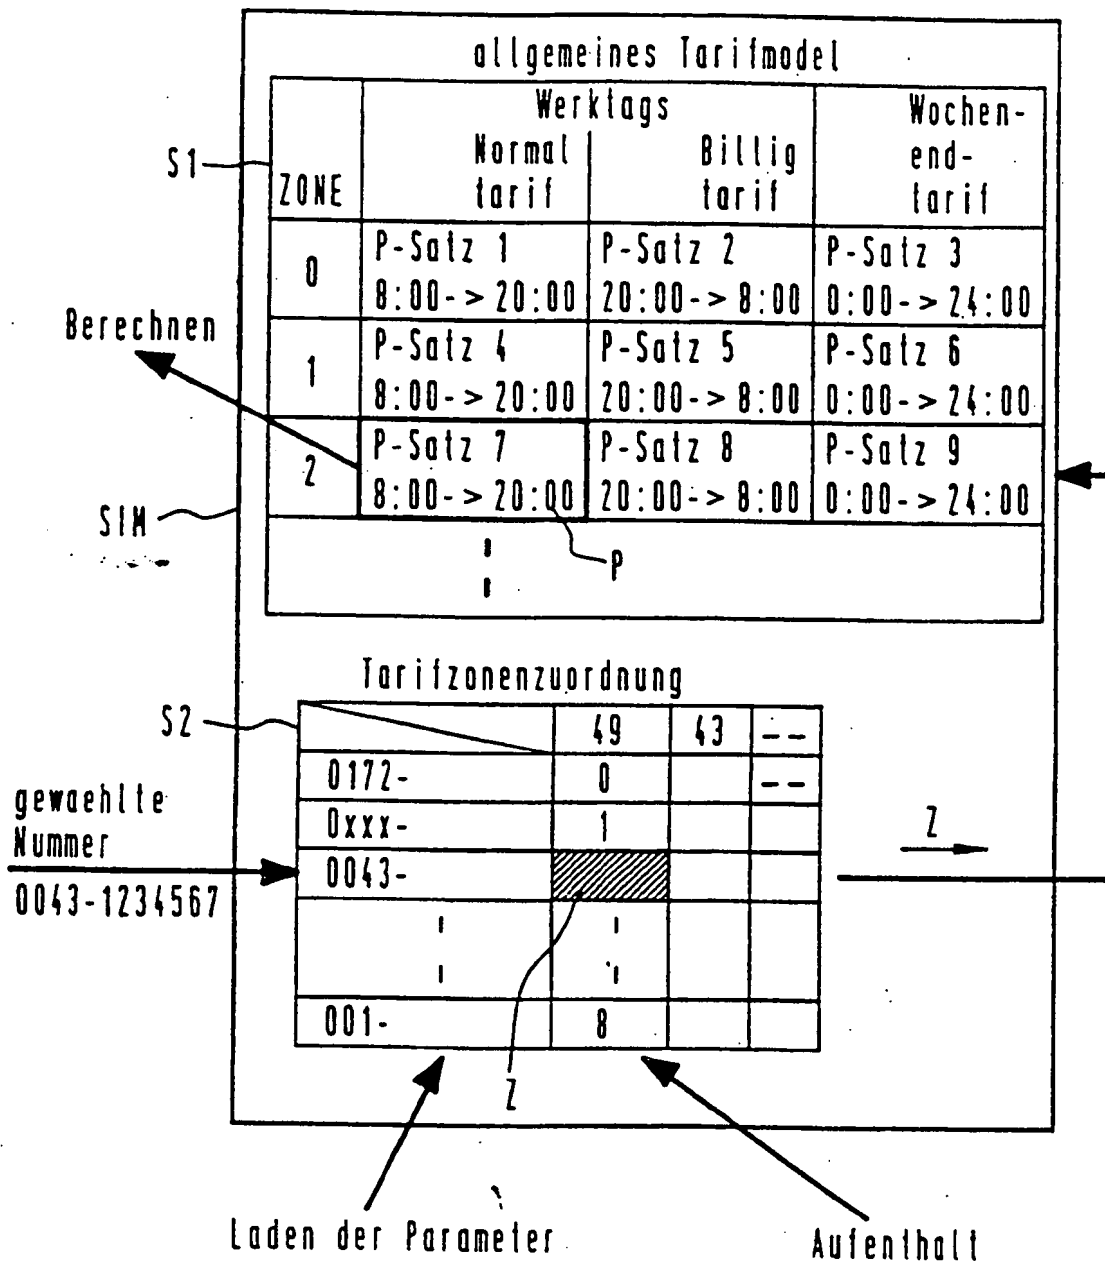 allgemeines Tarifmodel
Werktags
Wochen-
end-
tarif
Normal
tarif
Billig
tarif
S1
ZONE
0
P-Satz 1
8:00->20:00
P-Satz 2
20:00->8:00
P-Satz 3
0:00->24:00
Berechnen
1
P-Satz 4
8:00->20:00
P-Satz 5
20:00->8:00
P-Satz 6
0:00->24:00
2
P-Satz 7
8:00->20:00
P-Satz 8
20:00->8:00
P-Satz 9
0:00->24:00
SIM
P
Tarifzonenzuordnung
S2
49 43 --
0172- 0 --
0xxx- 1
0043-
001- 8
gewaehlte
Nummer
0043-1234567
Z
Z
Laden der Parameter
Aufenthalt